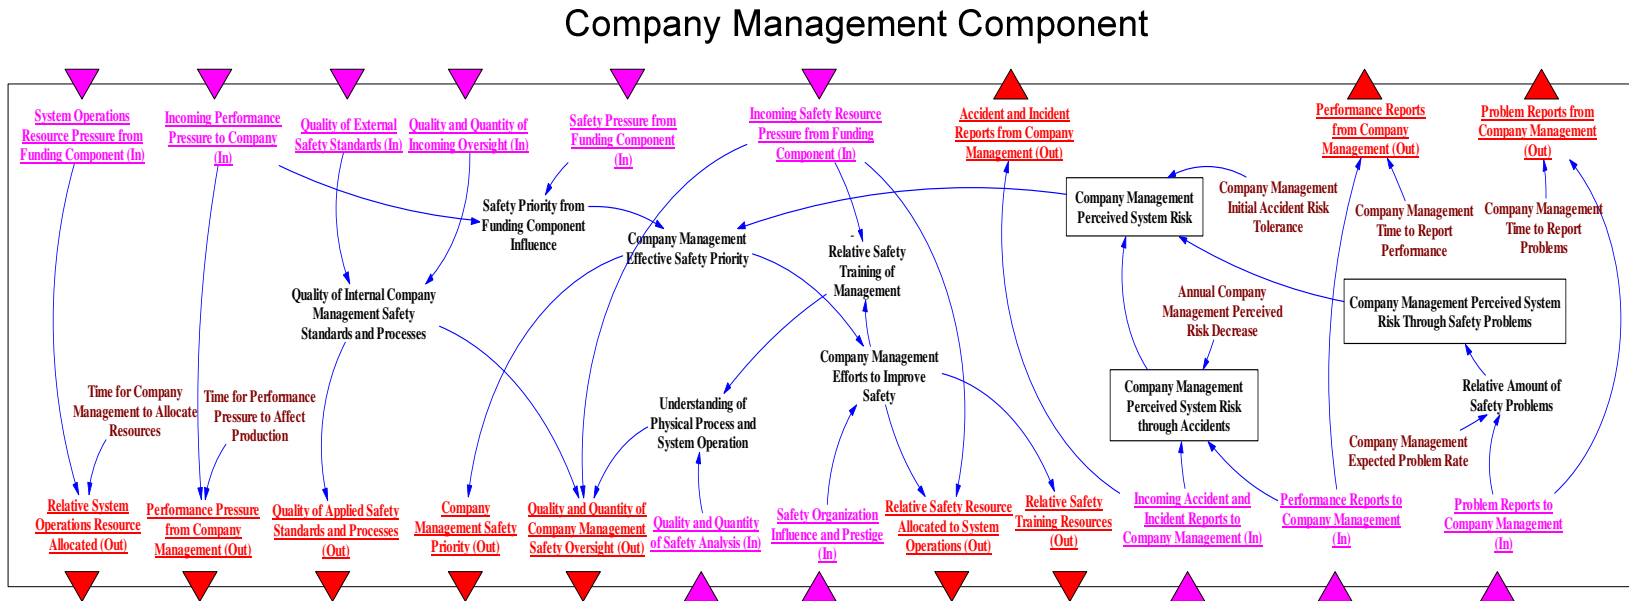 Company Management Component
System Operations
Resource Pressure from
Funding Component (In)
Incoming Performance
Pressure to Company
(In)
Quality of External
Safety Standards (In)
Quality and Quantity of
Incoming Oversight (In)
Safety Pressure from
Funding Component
(In)
Incoming Safety Resource
Pressure from Funding
Component (In)
Accident and Incident
Reports from Company
Management (Out)
Performance Reports
from Company
Management (Out)
Problem Reports from
Company Management
(Out)
Safety Priority from
Funding Component
Influence
Company Management
Effective Safety Priority
-
Relative Safety
Training of
Management
Company Management
Perceived System Risk
Company Management
Initial Accident Risk
Tolerance
Company Management
Time to Report
Performance
Company Management
Time to Report
Problems
Quality of Internal Company
Management Safety
Standards and Processes
Annual Company
Management Perceived
Risk Decrease
Company Management Perceived System
Risk Through Safety Problems
Company Management
Efforts to Improve
Safety
Company Management
Perceived System Risk
through Accidents
Relative Amount of
Safety Problems
Time for Company
Management to Allocate
Resources
Time for Performance
Pressure to Affect
Production
Understanding of
Physical Process and
System Operation
Company Management
Expected Problem Rate
Relative System
Operations Resource
Allocated (Out)
Performance Pressure
from Company
Management (Out)
Quality of Applied Safety
Standards and Processes
(Out)
Company
Management Safety
Priority (Out)
Quality and Quantity of
Company Management
Safety Oversight (Out)
Quality and Quantity
of Safety Analysis (In)
Safety Organization
Influence and Prestige
(In)
Relative Safety Resource
Allocated to System
Operations (Out)
Relative Safety
Training Resources
(Out)
Incoming Accident and
Incident Reports to
Company Management (In)
Performance Reports to
Company Management
(In)
Problem Reports to
Company Management
(In)